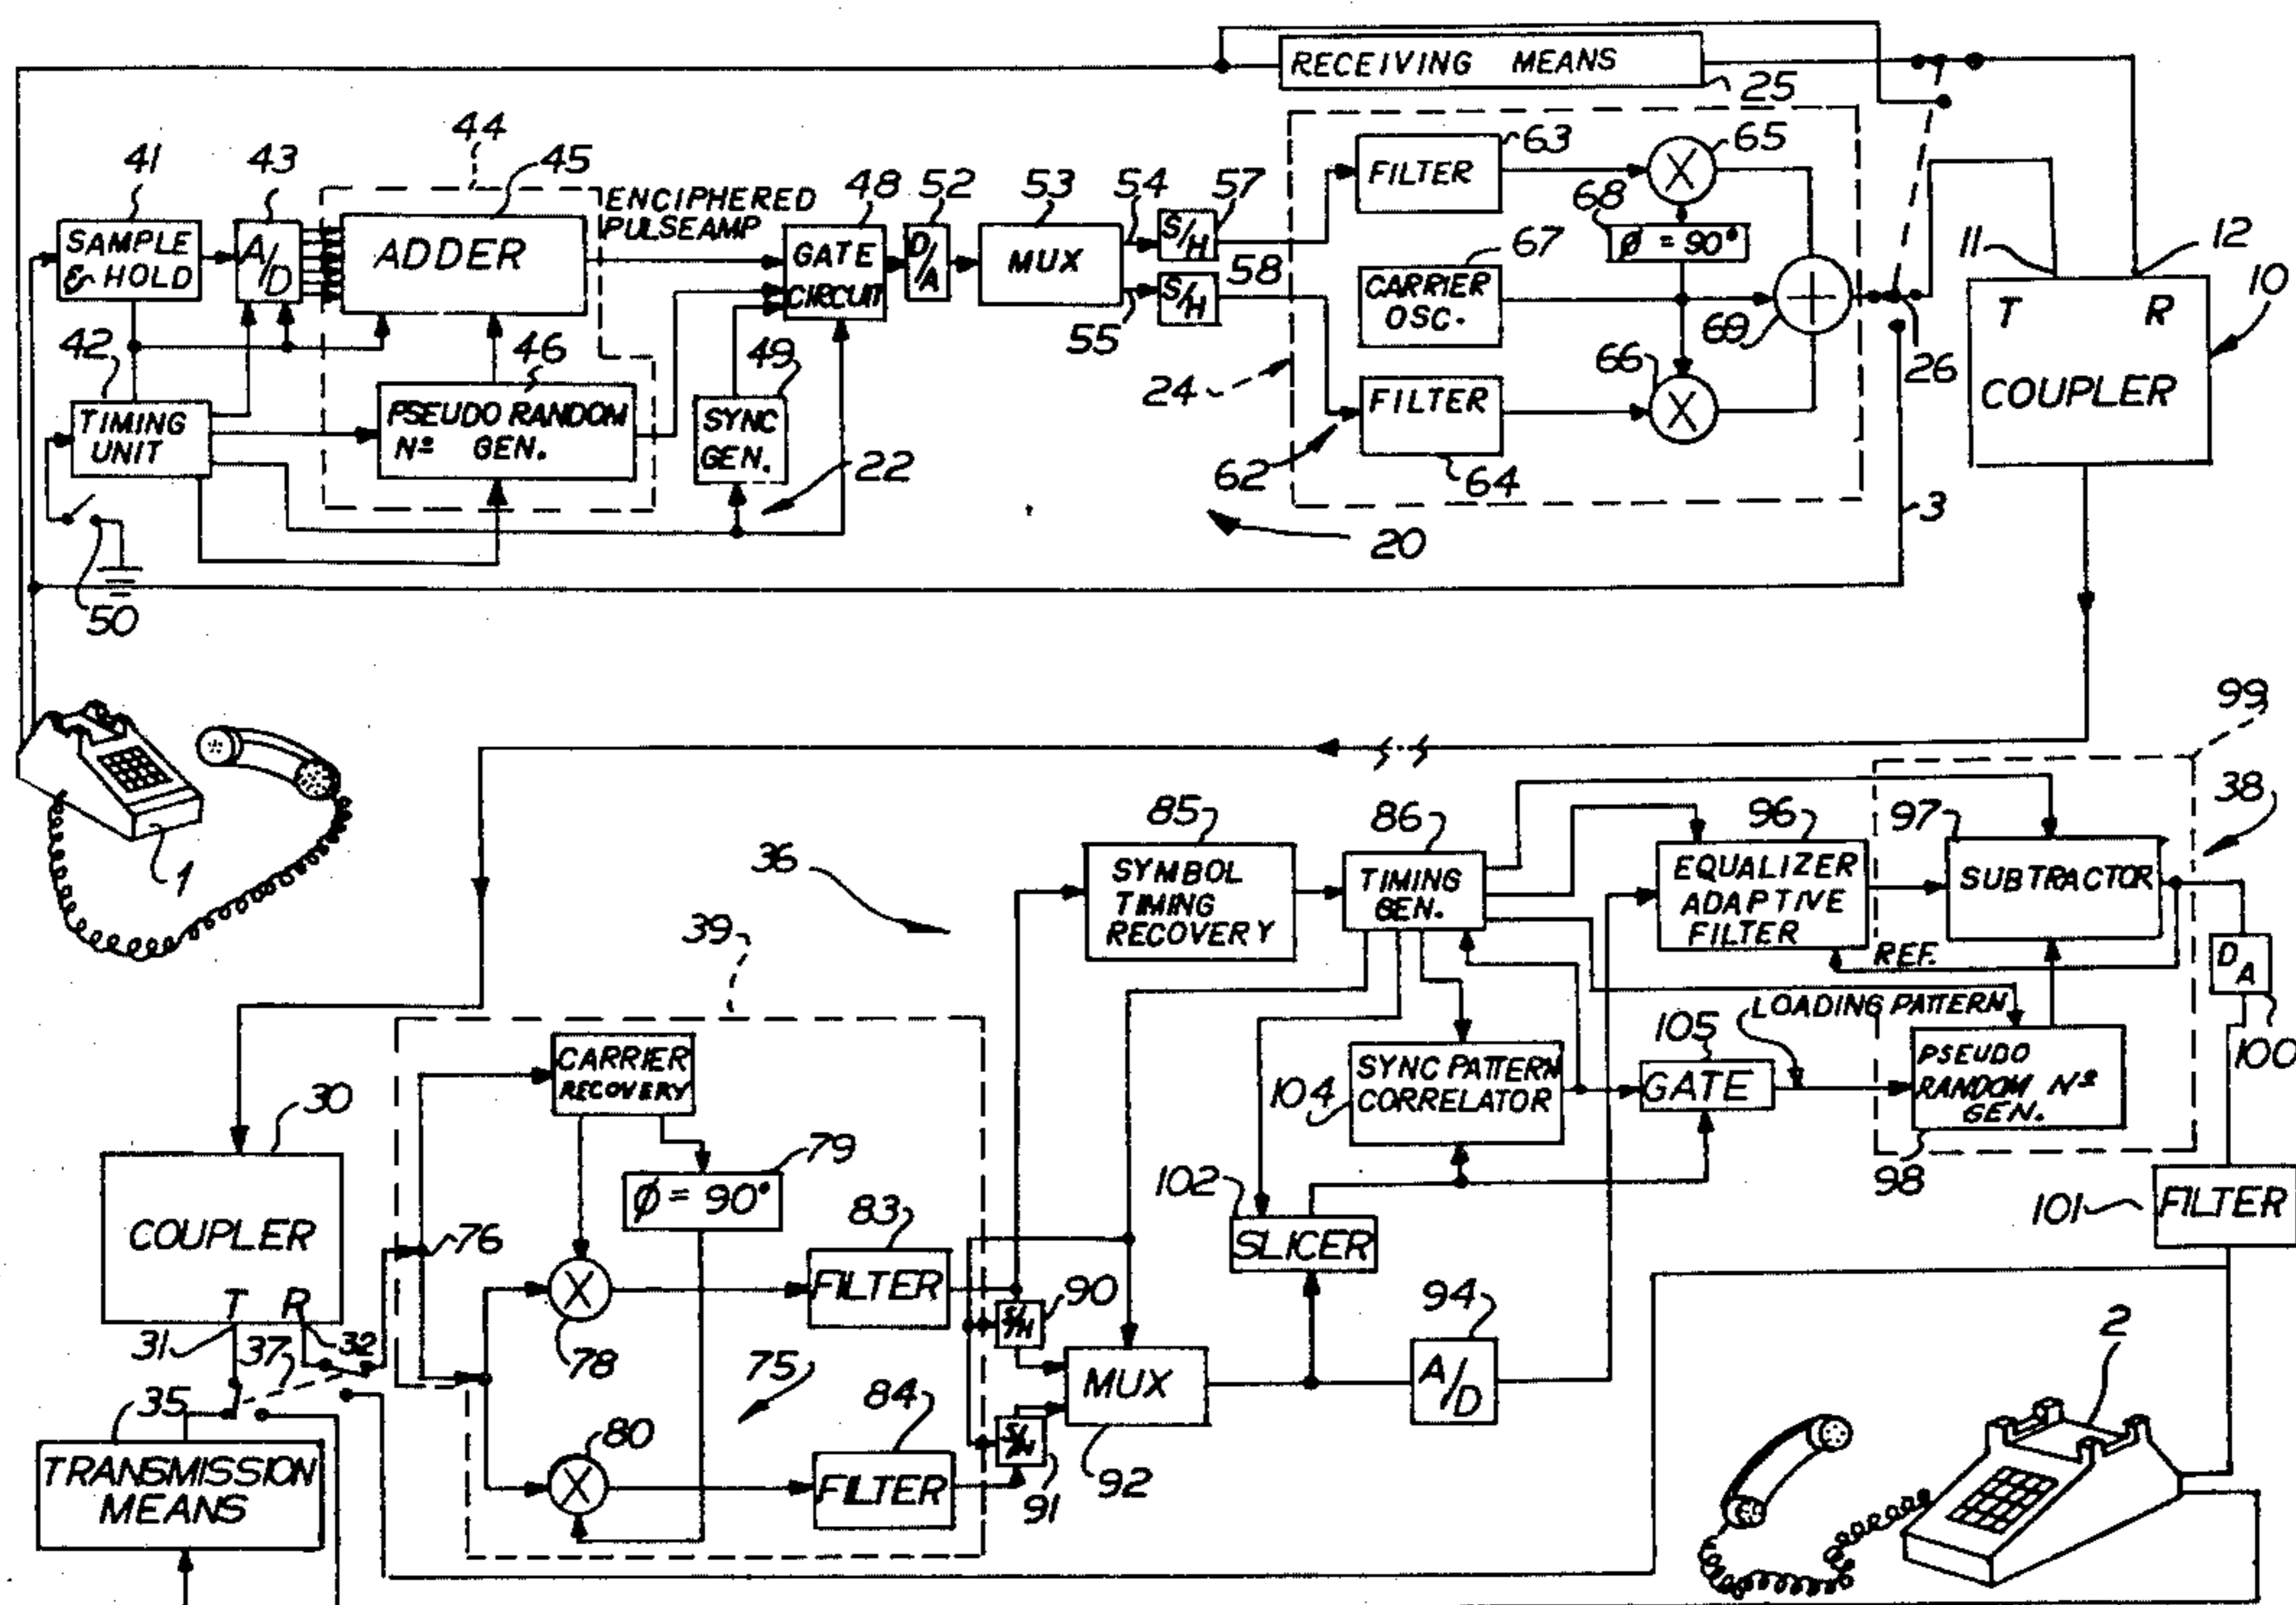 RECEIVING MEANS
25
44
41
43
45
ENCIPHERED
PULSEAMP
48
52
53
54
57
63
65
68
FILTER
SAMPLE
& HOLD
A/D
ADDER
GATE
CIRCUIT
D/A
MUX
S/H
58
S/H
55
67
Ø = 90°
CARRIER
OSC.
69
11
12
10
T
R
COUPLER
26
42
46
49
24
66
TIMING
UNIT
PSEUDO RANDOM
Nº GEN.
SYNC
GEN.
22
FILTER
62
64
3
20
50
1
99
38
85
86
96
97
36
SYMBOL
TIMING
RECOVERY
TIMING
GEN.
EQUALIZER
ADAPTIVE
FILTER
SUBTRACTOR
REF.
D
A
100
39
LOADING PATTERN
105
CARRIER
RECOVERY
SYNC PATTERN
CORRELATOR
104
GATE
PSEUDO
RANDOM Nº
GEN.
98
30
79
Ø = 90°
COUPLER
T
R
31
32
37
76
83
102
SLICER
101
FILTER
FILTER
78
75
S/H
90
94
MUX
A/D
2
35
80
84
S/H
91
92
FILTER
TRANSMISSION
MEANS